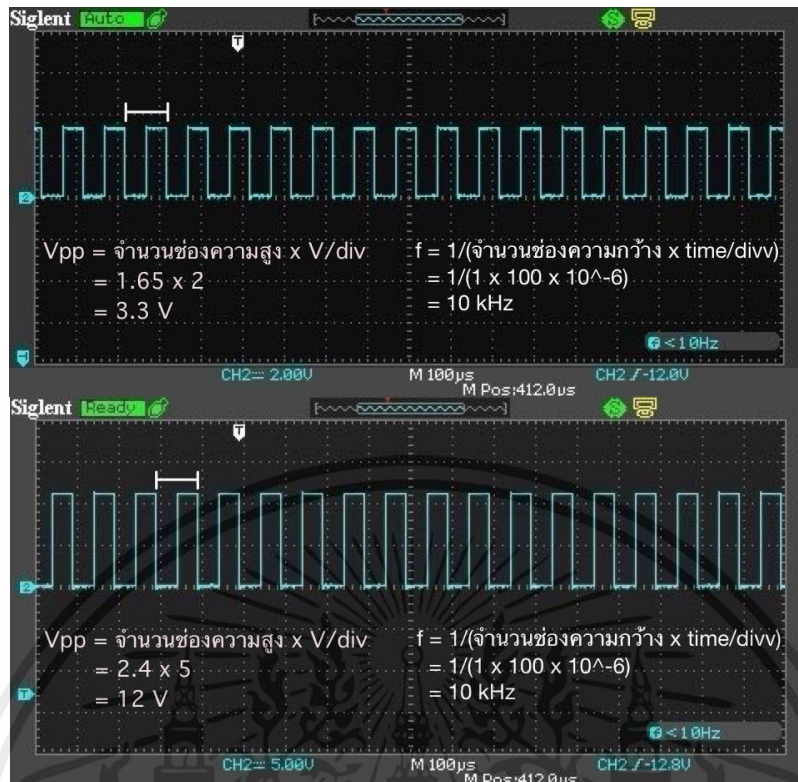 Siglent Auto
T
2
Vpp = จำนวนช่องความสูง x V/div
= 1.65 x 2
= 3.3 V
f = 1/(จำนวนช่องความกว้าง x time/divv)
= 1/(1 x 100 x 10^-6)
= 10 kHz
f <10Hz
CH2 2.00V M 100µs CH2 -12.0V
M Pos:412.0µs
Siglent Ready
T
2
Vpp = จำนวนช่องความสูง x V/div
= 2.4 x 5
= 12 V
f = 1/(จำนวนช่องความกว้าง x time/divv)
= 1/(1 x 100 x 10^-6)
= 10 kHz
T
f <10Hz
CH2 5.00V M 100µs CH2 -12.8V
M Pos:412.0µs